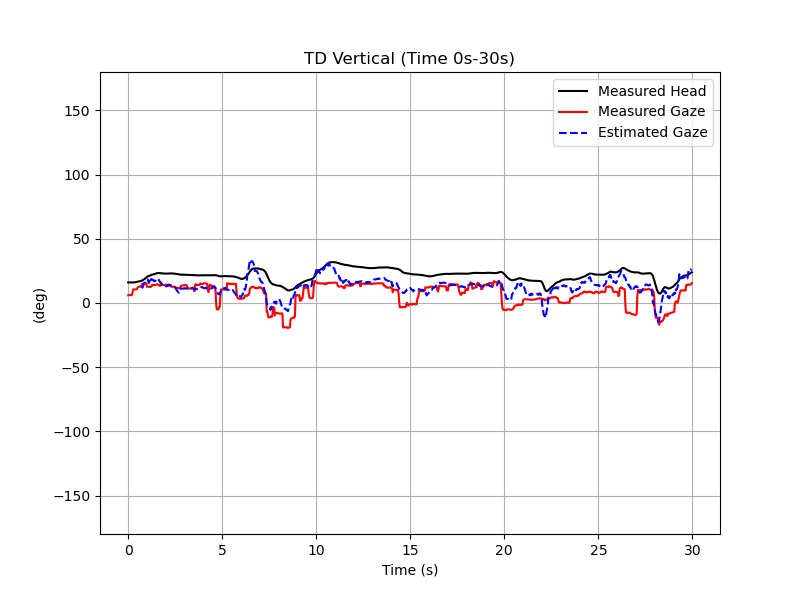 TD Vertical (Time 0s-30s)
Measured Head
Measured Gaze
Estimated Gaze
150
100
50
0
−50
−100
−150
(deg)
0 5 10 15 20 25 30
Time (s)